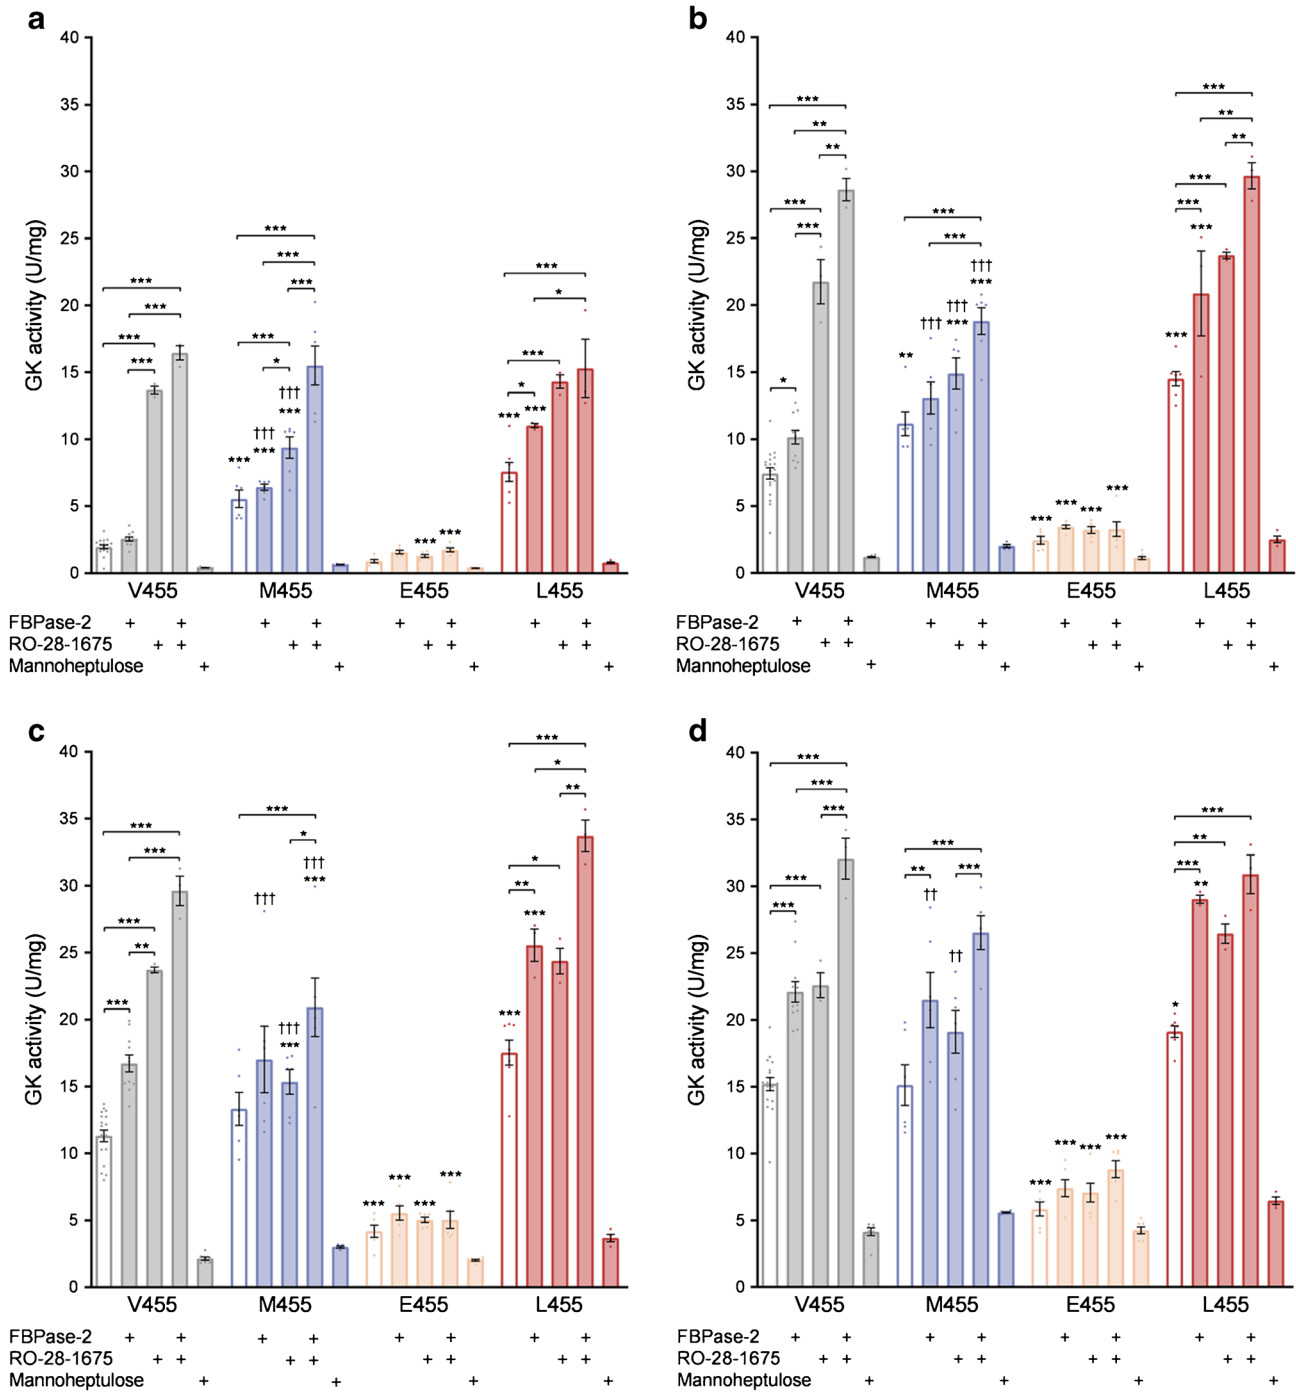 a
GK activity (U/mg)
40
35
30
25
20
15
10
5
0
*** *** *** ***
*** *** *** *** * ††† *** ††† *** ***
*** *** *** * *** * *** ***
V455 M455 E455 L455
FBPase-2 + + + + + + + +
RO-28-1675 + + + + + + + +
Mannoheptulose + + + +
b
GK activity (U/mg)
40
35
30
25
20
15
10
5
0
*** ** ** *** *** *
*** *** ††† *** ††† *** ††† **
*** *** *** ***
*** ** ** *** *** *** ***
V455 M455 E455 L455
FBPase-2 + + + + + + + +
RO-28-1675 + + + + + + + +
Mannoheptulose + + + +
c
GK activity (U/mg)
40
35
30
25
20
15
10
5
0
*** *** *** ** ***
*** * ††† *** ††† ††† ***
*** *** *** ***
*** * ** * ** *** ***
V455 M455 E455 L455
FBPase-2 + + + + + + + +
RO-28-1675 + + + + + + + +
Mannoheptulose + + + +
d
GK activity (U/mg)
40
35
30
25
20
15
10
5
0
*** *** *** *** ***
*** ** *** †† ††
*** *** *** ***
*** ** *** ** *
V455 M455 E455 L455
FBPase-2 + + + + + + + +
RO-28-1675 + + + + + + + +
Mannoheptulose + + + +